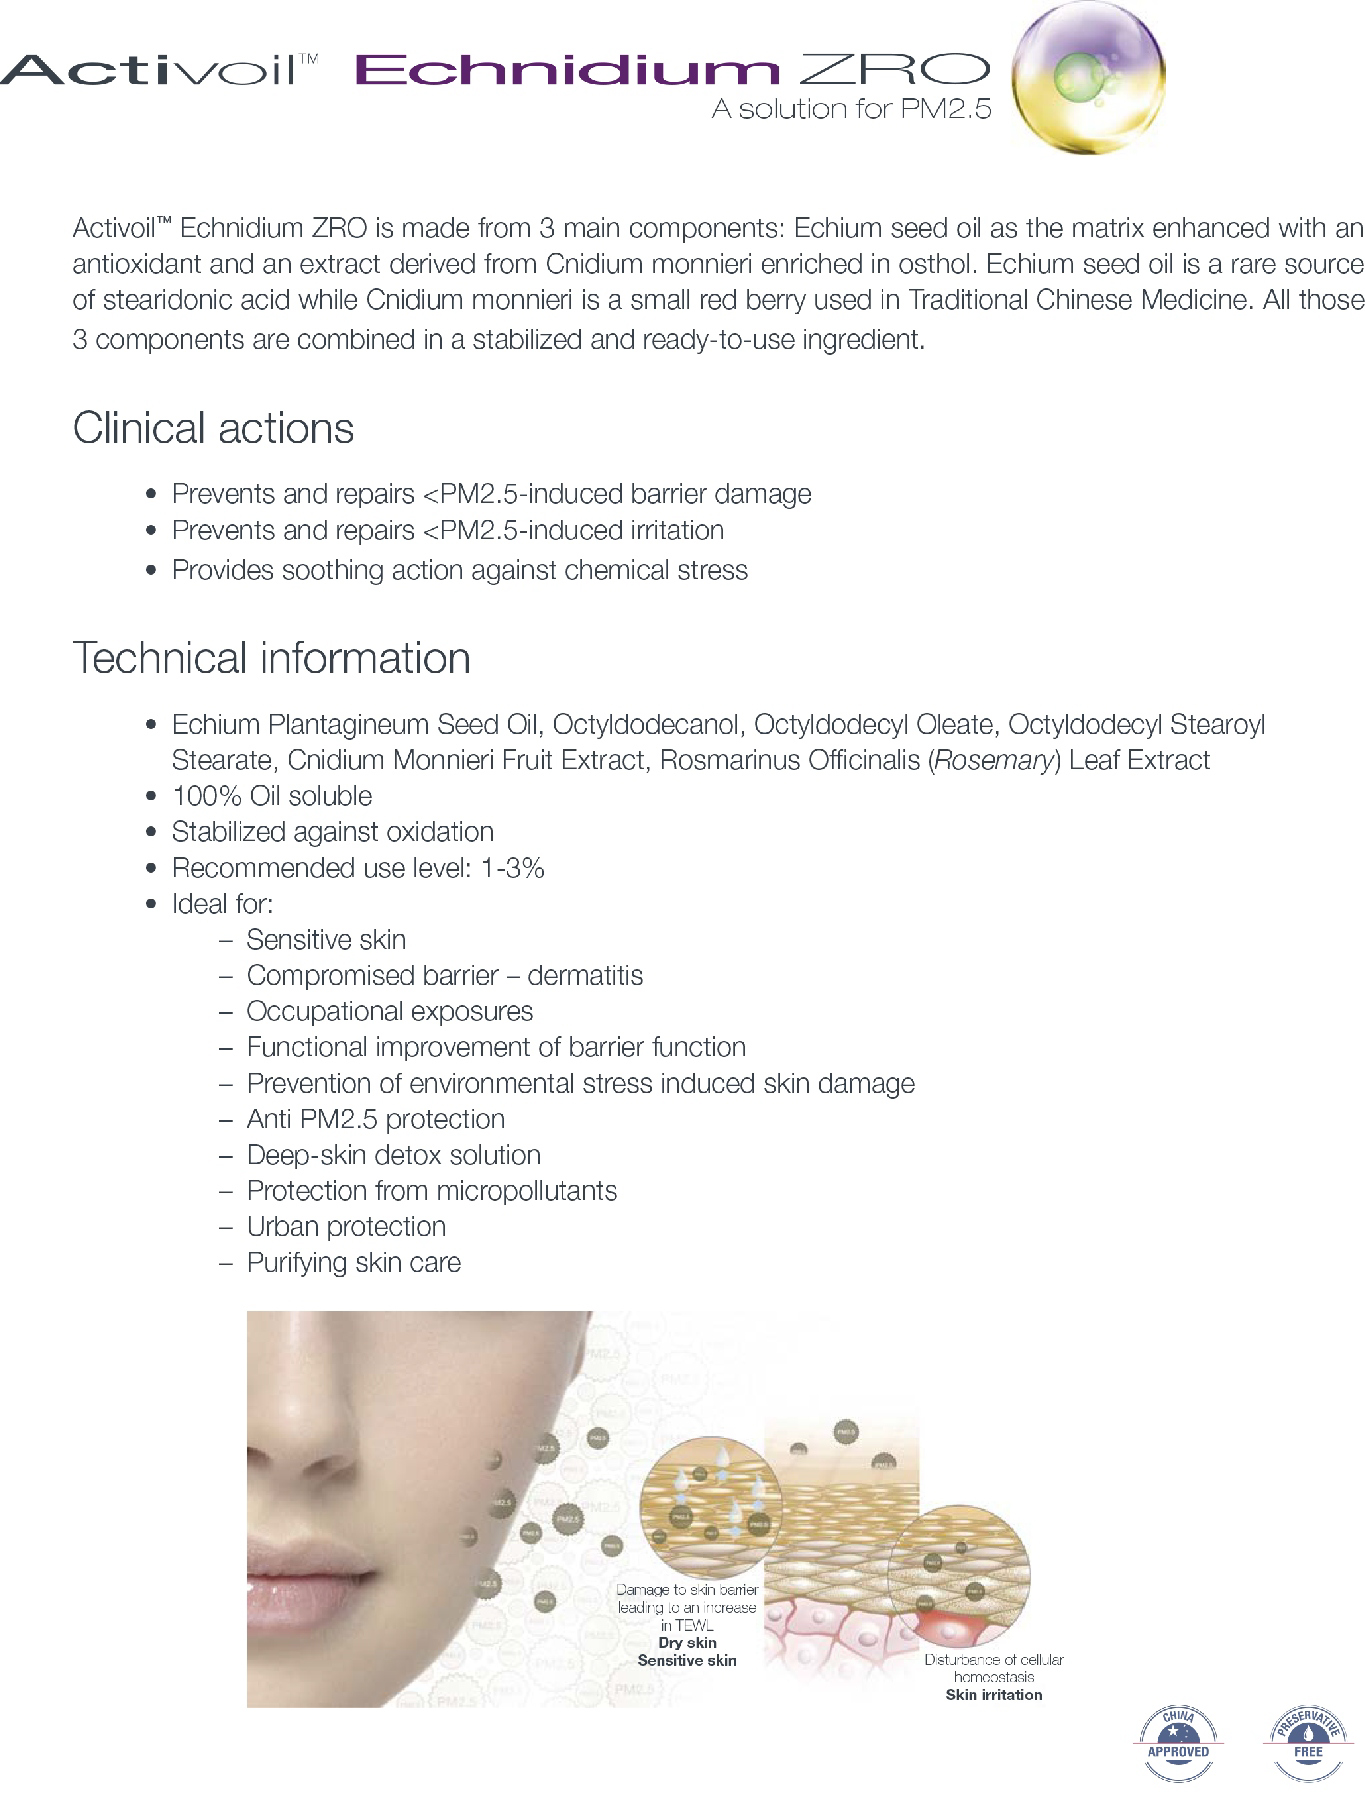 Activoil™ Echnidium ZRO
A solution for PM2.5
Activoil™ Echnidium ZRO is made from 3 main components: Echium seed oil as the matrix enhanced with an
antioxidant and an extract derived from Cnidium monnieri enriched in osthol. Echium seed oil is a rare source
of stearidonic acid while Cnidium monnieri is a small red berry used in Traditional Chinese Medicine. All those
3 components are combined in a stabilized and ready-to-use ingredient.
Clinical actions
• Prevents and repairs <PM2.5-induced barrier damage
• Prevents and repairs <PM2.5-induced irritation
• Provides soothing action against chemical stress
Technical information
• Echium Plantagineum Seed Oil, Octyldodecanol, Octyldodecyl Oleate, Octyldodecyl Stearoyl
Stearate, Cnidium Monnieri Fruit Extract, Rosmarinus Officinalis (Rosemary) Leaf Extract
• 100% Oil soluble
• Stabilized against oxidation
• Recommended use level: 1-3%
• Ideal for:
– Sensitive skin
– Compromised barrier – dermatitis
– Occupational exposures
– Functional improvement of barrier function
– Prevention of environmental stress induced skin damage
– Anti PM2.5 protection
– Deep-skin detox solution
– Protection from micropollutants
– Urban protection
– Purifying skin care
PM2.5
PM2.5
PM2.5
Damage to skin barrier
leading to an increase
in TEWL
Dry skin
Sensitive skin
Disturbance of cellular
homeostasis
Skin irritation
CHINA
APPROVED
PRESERVATIVE
FREE